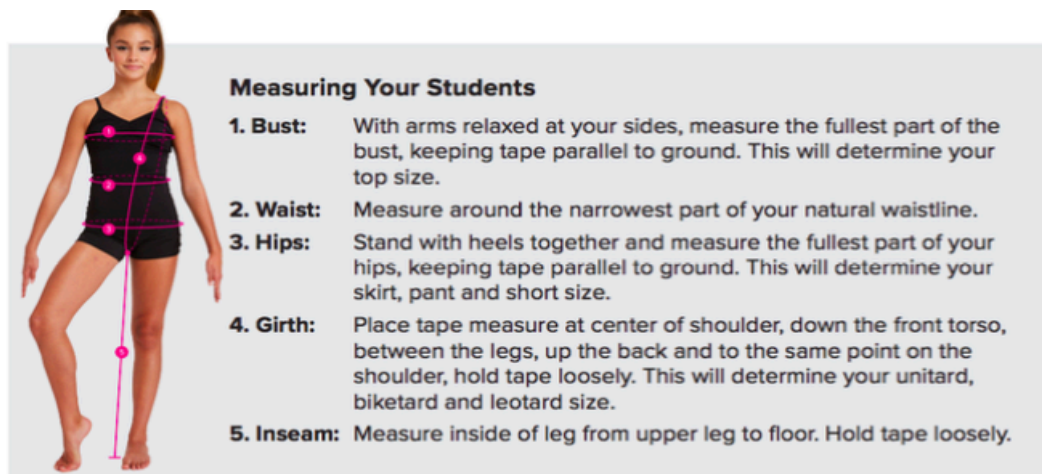 Measuring Your Students
1. Bust: With arms relaxed at your sides, measure the fullest part of the
bust, keeping tape parallel to ground. This will determine your
top size.
2. Waist: Measure around the narrowest part of your natural waistline.
3. Hips: Stand with heels together and measure the fullest part of your
hips, keeping tape parallel to ground. This will determine your
skirt, pant and short size.
4. Girth: Place tape measure at center of shoulder, down the front torso,
between the legs, up the back and to the same point on the
shoulder, hold tape loosely. This will determine your unitard,
biketard and leotard size.
5. Inseam: Measure inside of leg from upper leg to floor. Hold tape loosely.
1
4
2
3
5